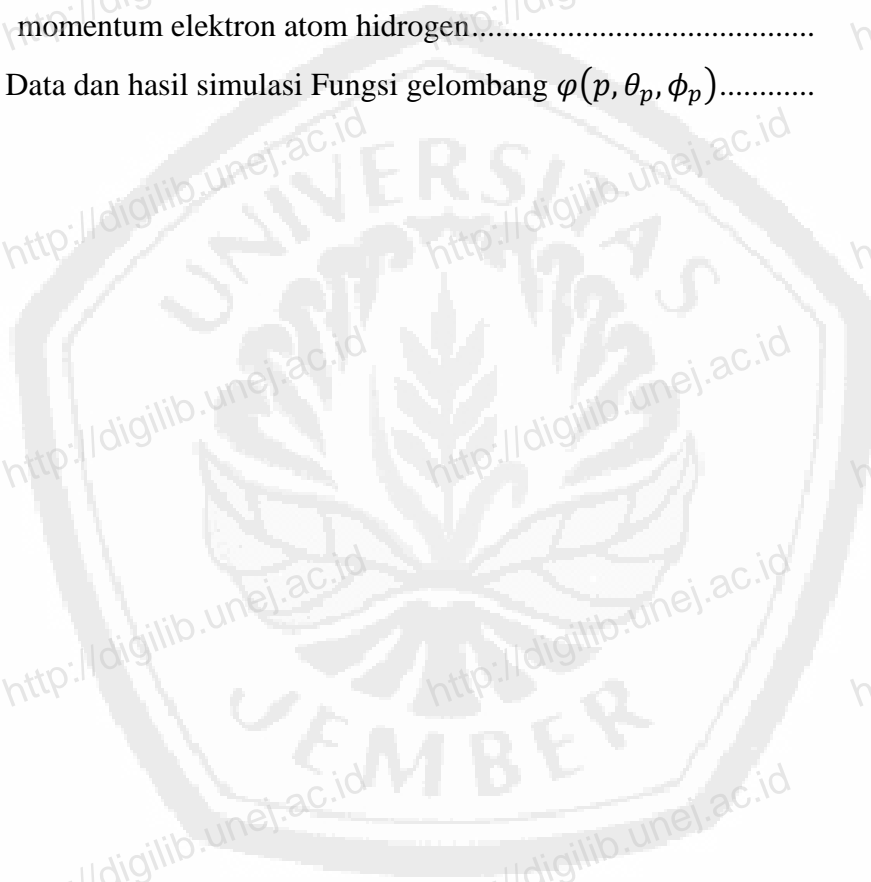 momentum elektron atom hidrogen.....................................
http://digilib.unej.ac.id
Data dan hasil simulasi Fungsi gelombang 𝜑(𝑝, 𝜃ₚ, 𝜙ₚ)............
http://digilib.unej.ac.id http://digilib.unej.ac.id
UNIVERSITAS
http://digilib.unej.ac.id http://digilib.unej.ac.id
http://digilib.unej.ac.id http://digilib.unej.ac.id
JEMBER
http://digilib.unej.ac.id http://digilib.unej.ac.id